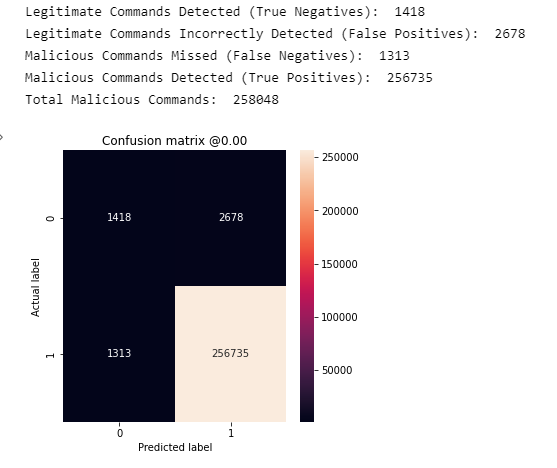 Legitimate Commands Detected (True Negatives):  1418
Legitimate Commands Incorrectly Detected (False Positives):  2678
Malicious Commands Missed (False Negatives):  1313
Malicious Commands Detected (True Positives):  256735
Total Malicious Commands:  258048
Confusion matrix @0.00
250000
200000
150000
100000
50000
Actual label
0
1418
2678
1
1313
256735
0
1
Predicted label